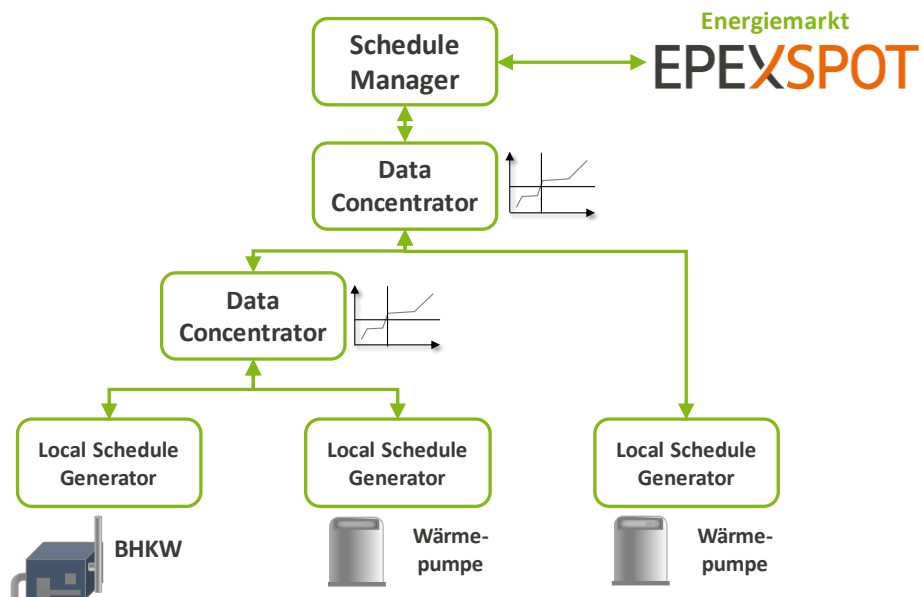 Energiemarkt
EPEXSPOT
Schedule
Manager
Data
Concentrator
Data
Concentrator
Local Schedule
Generator
Local Schedule
Generator
Local Schedule
Generator
BHKW
Wärme-
pumpe
Wärme-
pumpe